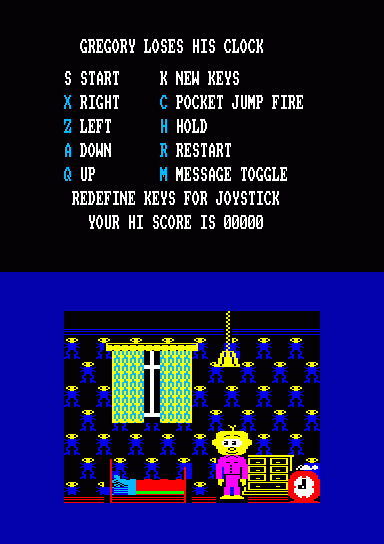 GREGORY LOSES HIS CLOCK
S START K NEW KEYS
X RIGHT C POCKET JUMP FIRE
Z LEFT H HOLD
A DOWN R RESTART
Q UP M MESSAGE TOGGLE
REDEFINE KEYS FOR JOYSTICK
YOUR HI SCORE IS 00000